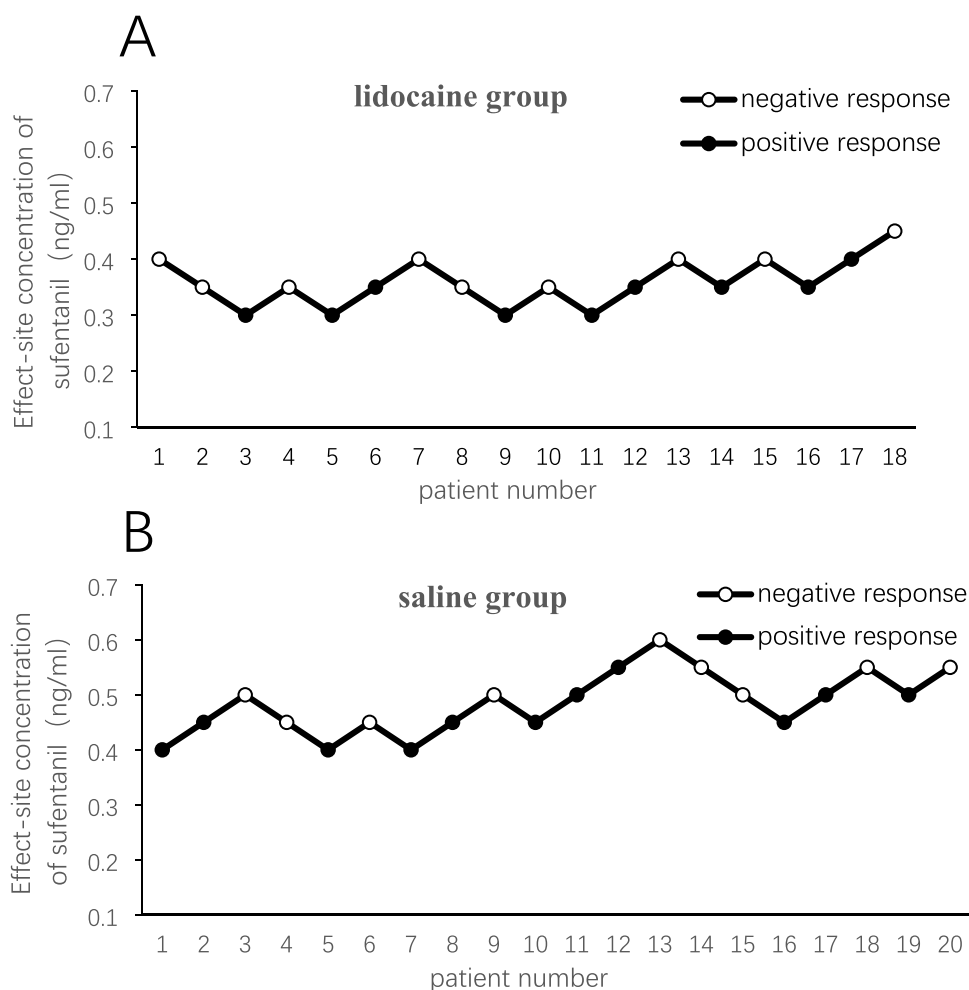 A
lidocaine group
negative response
positive response
Effect-site concentration of
sufentanil (ng/ml)
0.7
0.6
0.5
0.4
0.3
0.2
0.1
1 2 3 4 5 6 7 8 9 10 11 12 13 14 15 16 17 18
patient number
B
saline group
negative response
positive response
Effect-site concentration
of sufentanil (ng/ml)
0.7
0.6
0.5
0.4
0.3
0.2
0.1
1 2 3 4 5 6 7 8 9 10 11 12 13 14 15 16 17 18 19 20
patient number